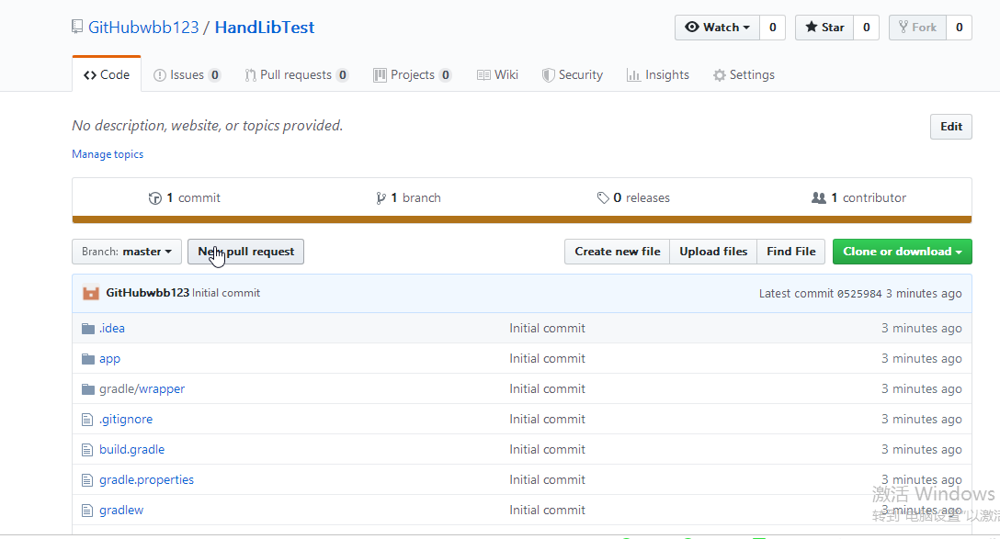 GitHubwbb123 / HandLibTest
Watch 0 Star 0 Fork 0
Code Issues 0 Pull requests 0 Projects 0 Wiki Security Insights Settings
No description, website, or topics provided.
Edit
Manage topics
1 commit 1 branch 0 releases 1 contributor
Branch: master New pull request Create new file Upload files Find File Clone or download
GitHubwbb123 Initial commit Latest commit 0525984 3 minutes ago
.idea Initial commit 3 minutes ago
app Initial commit 3 minutes ago
gradle/wrapper Initial commit 3 minutes ago
.gitignore Initial commit 3 minutes ago
build.gradle Initial commit 3 minutes ago
gradle.properties Initial commit 3 minutes ago
激活 Windows
gradlew Initial commit 3 minutes ago
转到"电脑设置"以激活